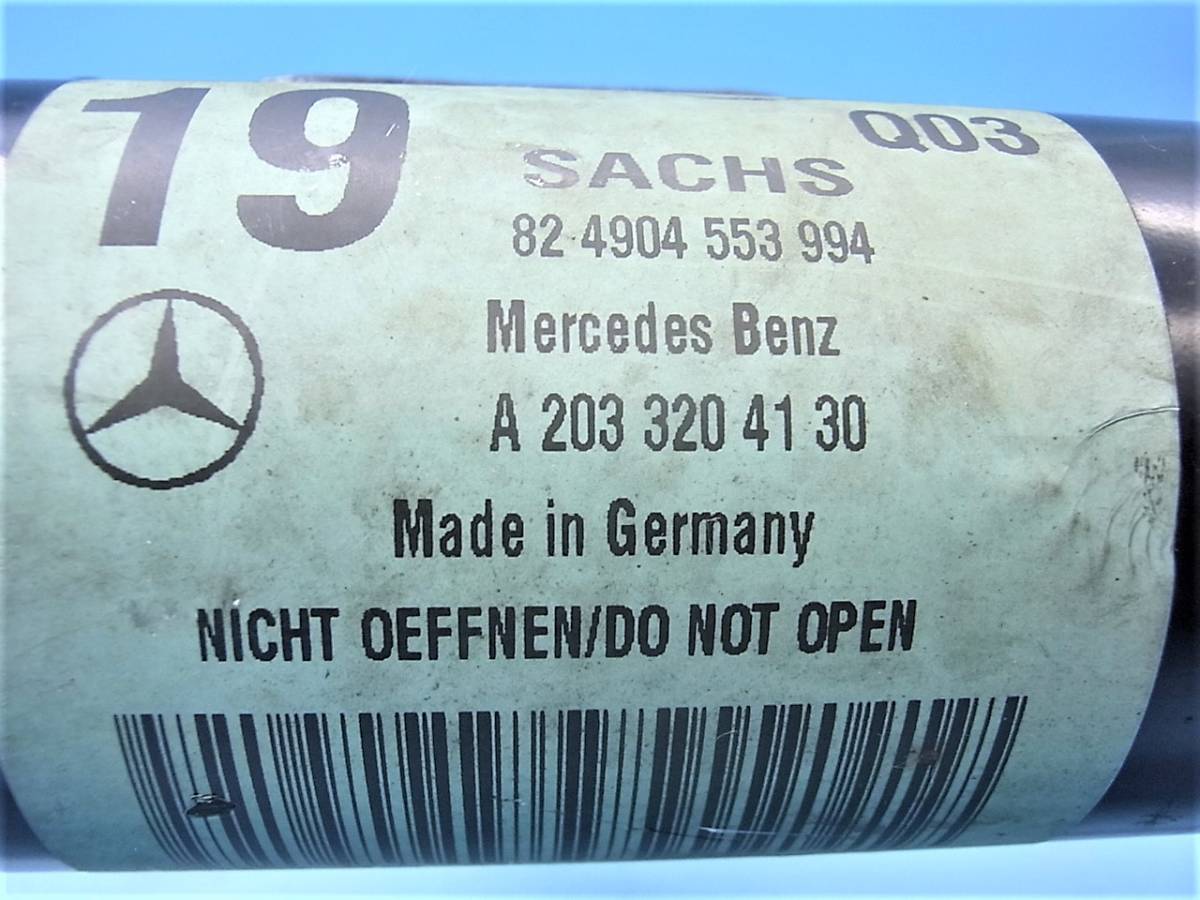 19
Q03
SACHS
82 4904 553 994
Mercedes Benz
A 203 320 41 30
Made in Germany
NICHT OEFFNEN/DO NOT OPEN